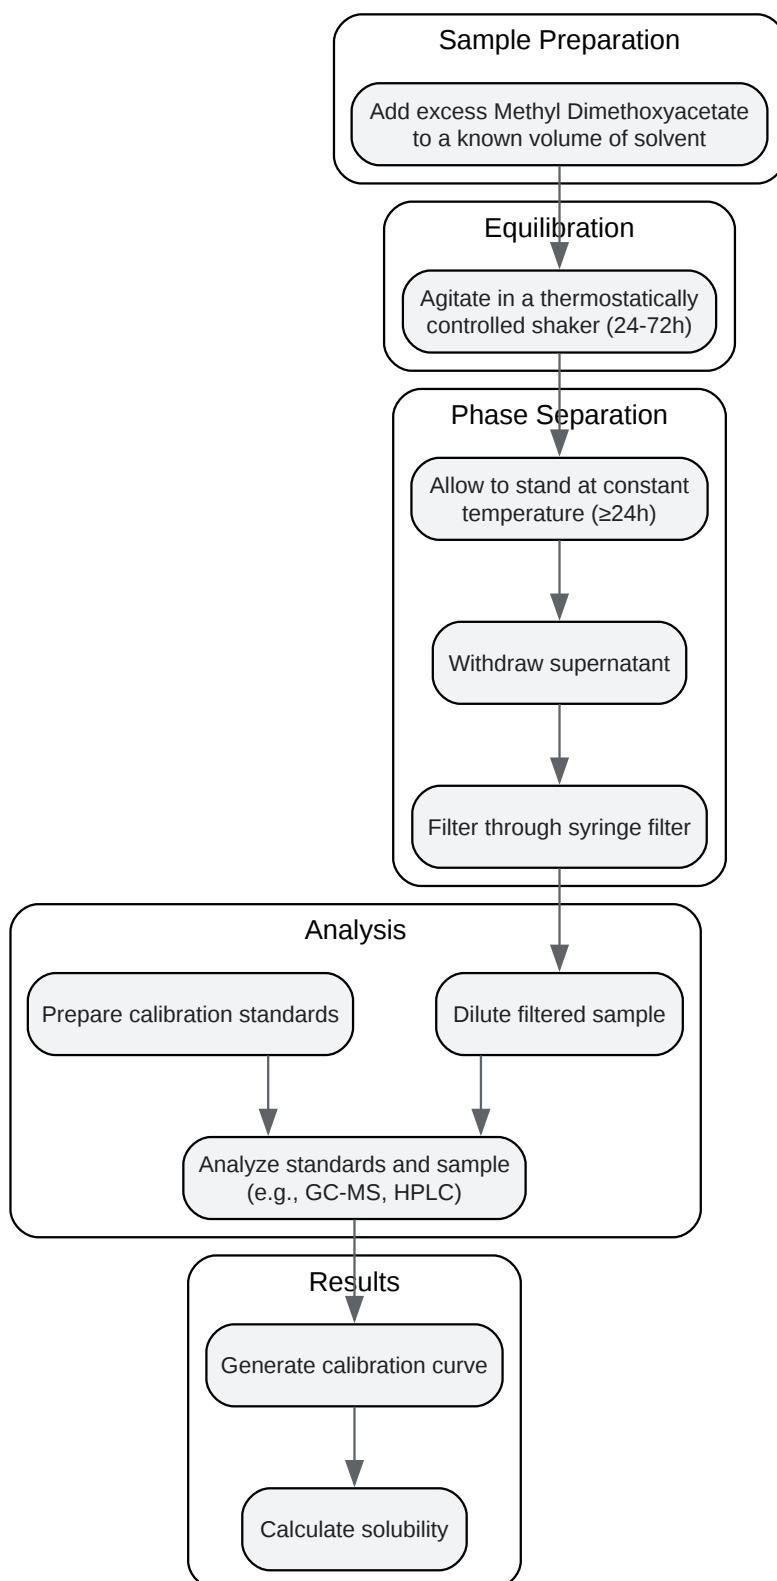 Sample Preparation
Add excess Methyl Dimethoxyacetate
to a known volume of solvent
Equilibration
Agitate in a thermostatically
controlled shaker (24-72h)
Phase Separation
Allow to stand at constant
temperature (≥24h)
Withdraw supernatant
Filter through syringe filter
Analysis
Prepare calibration standards
Dilute filtered sample
Analyze standards and sample
(e.g., GC-MS, HPLC)
Results
Generate calibration curve
Calculate solubility